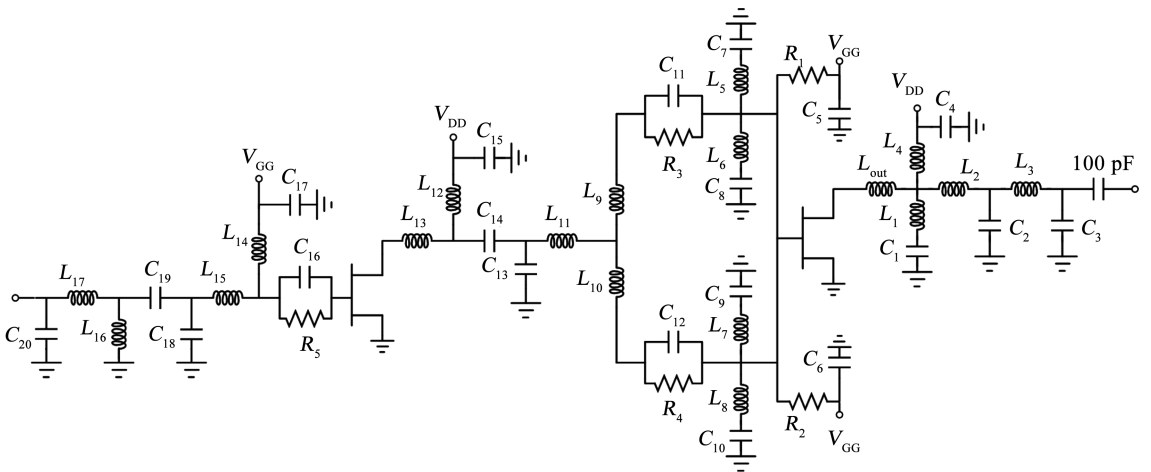 C7
L5
R1
VGG
C5
C11
R3
L6
C8
VDD
C4
L4
Lout
L2
L3
100 pF
L1
C1
C2
C3
VDD
C15
L12
L13
C14
L11
C13
L9
L10
VGG
C17
L14
C16
R5
L17
C19
L15
C20
L16
C18
C9
L7
C12
R4
L8
C10
C6
R2
VGG